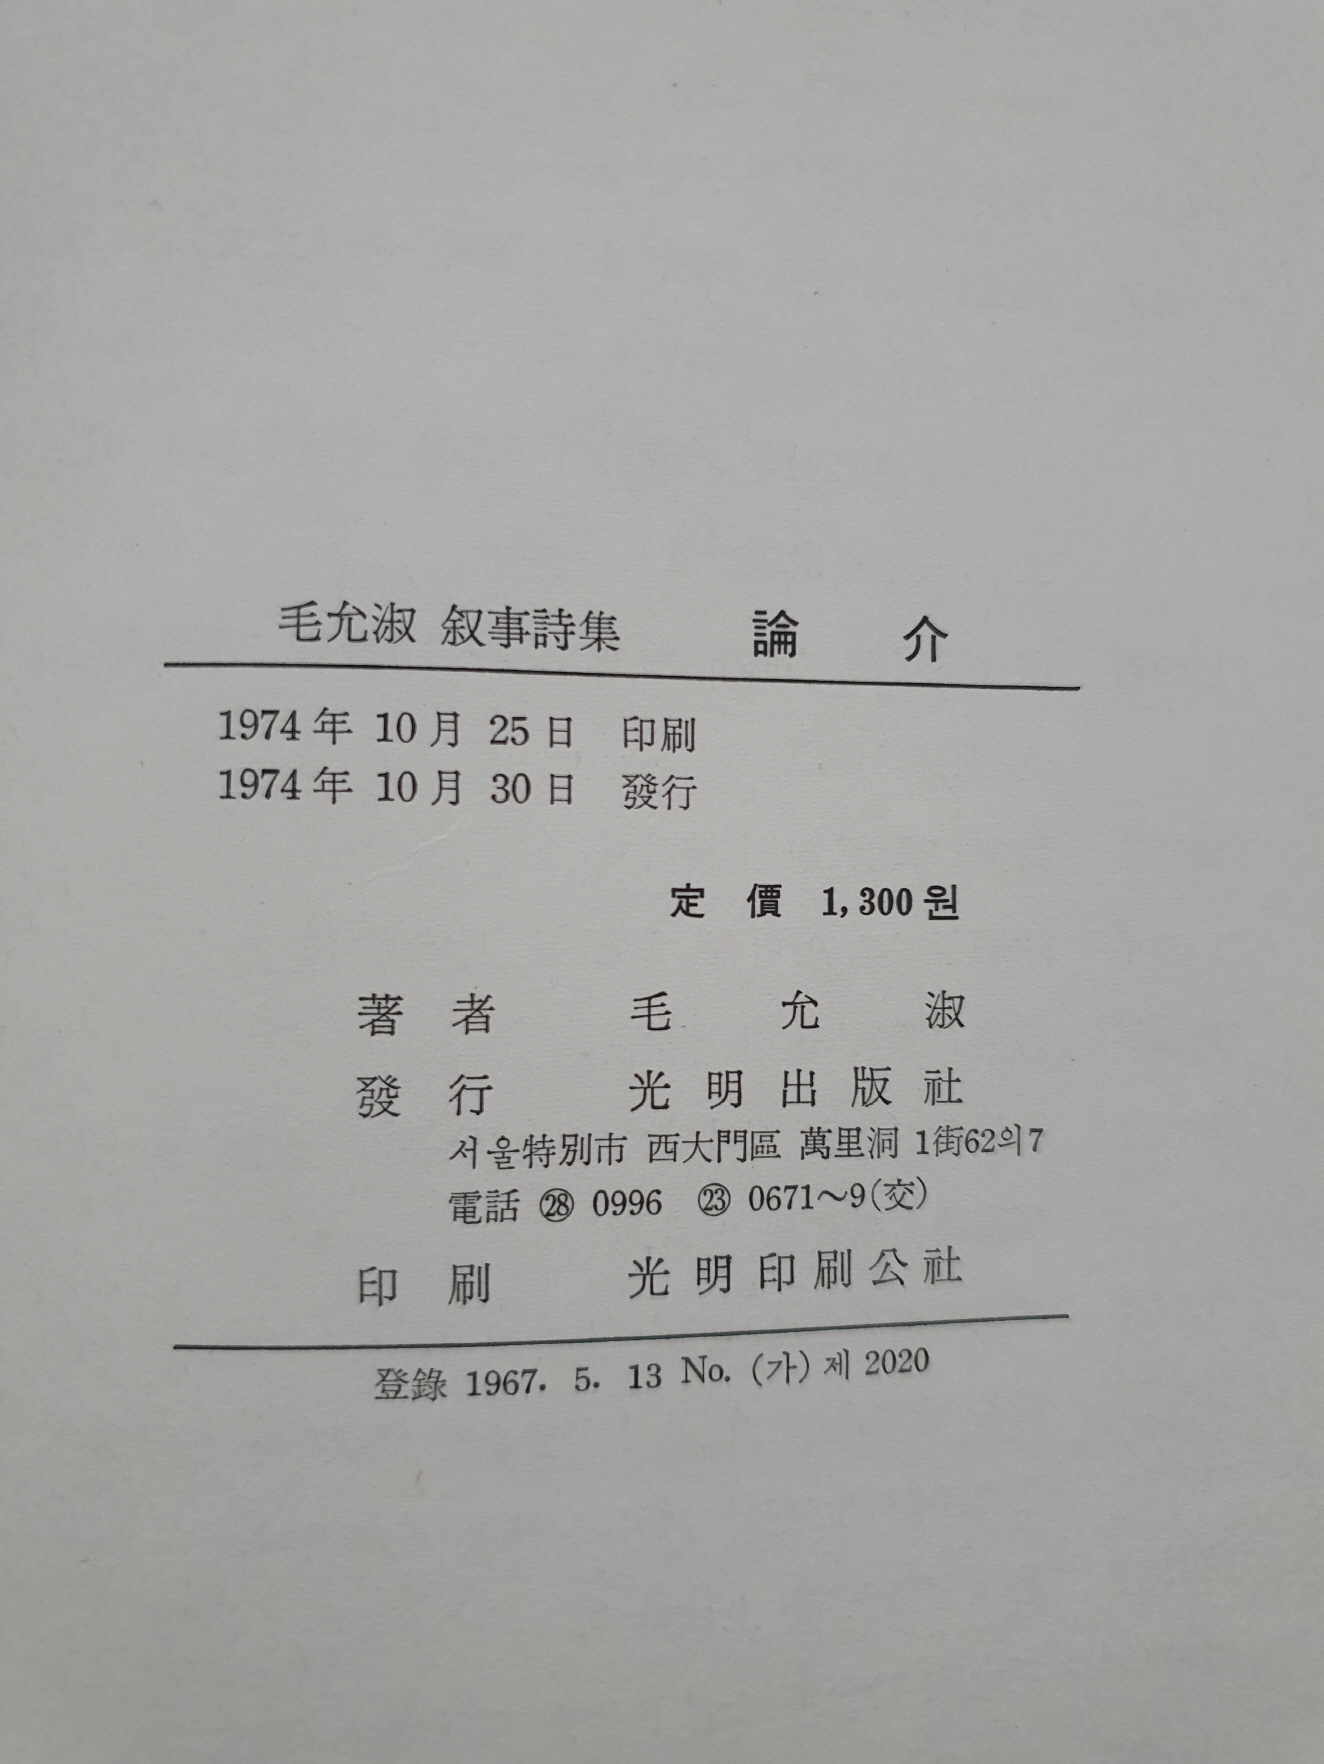 毛允淑 叙事詩集 論介
1974年 10月 25日 印刷
1974年 10月 30日 發行
定價 1,300원
著者 毛允淑
發行 光明出版社
서울特別市 西大門區 萬里洞 1街62의7
電話 ㉘ 0996 ㉓ 0671〜9(交)
印刷 光明印刷公社
登錄 1967. 5. 13 No. (가) 제 2020